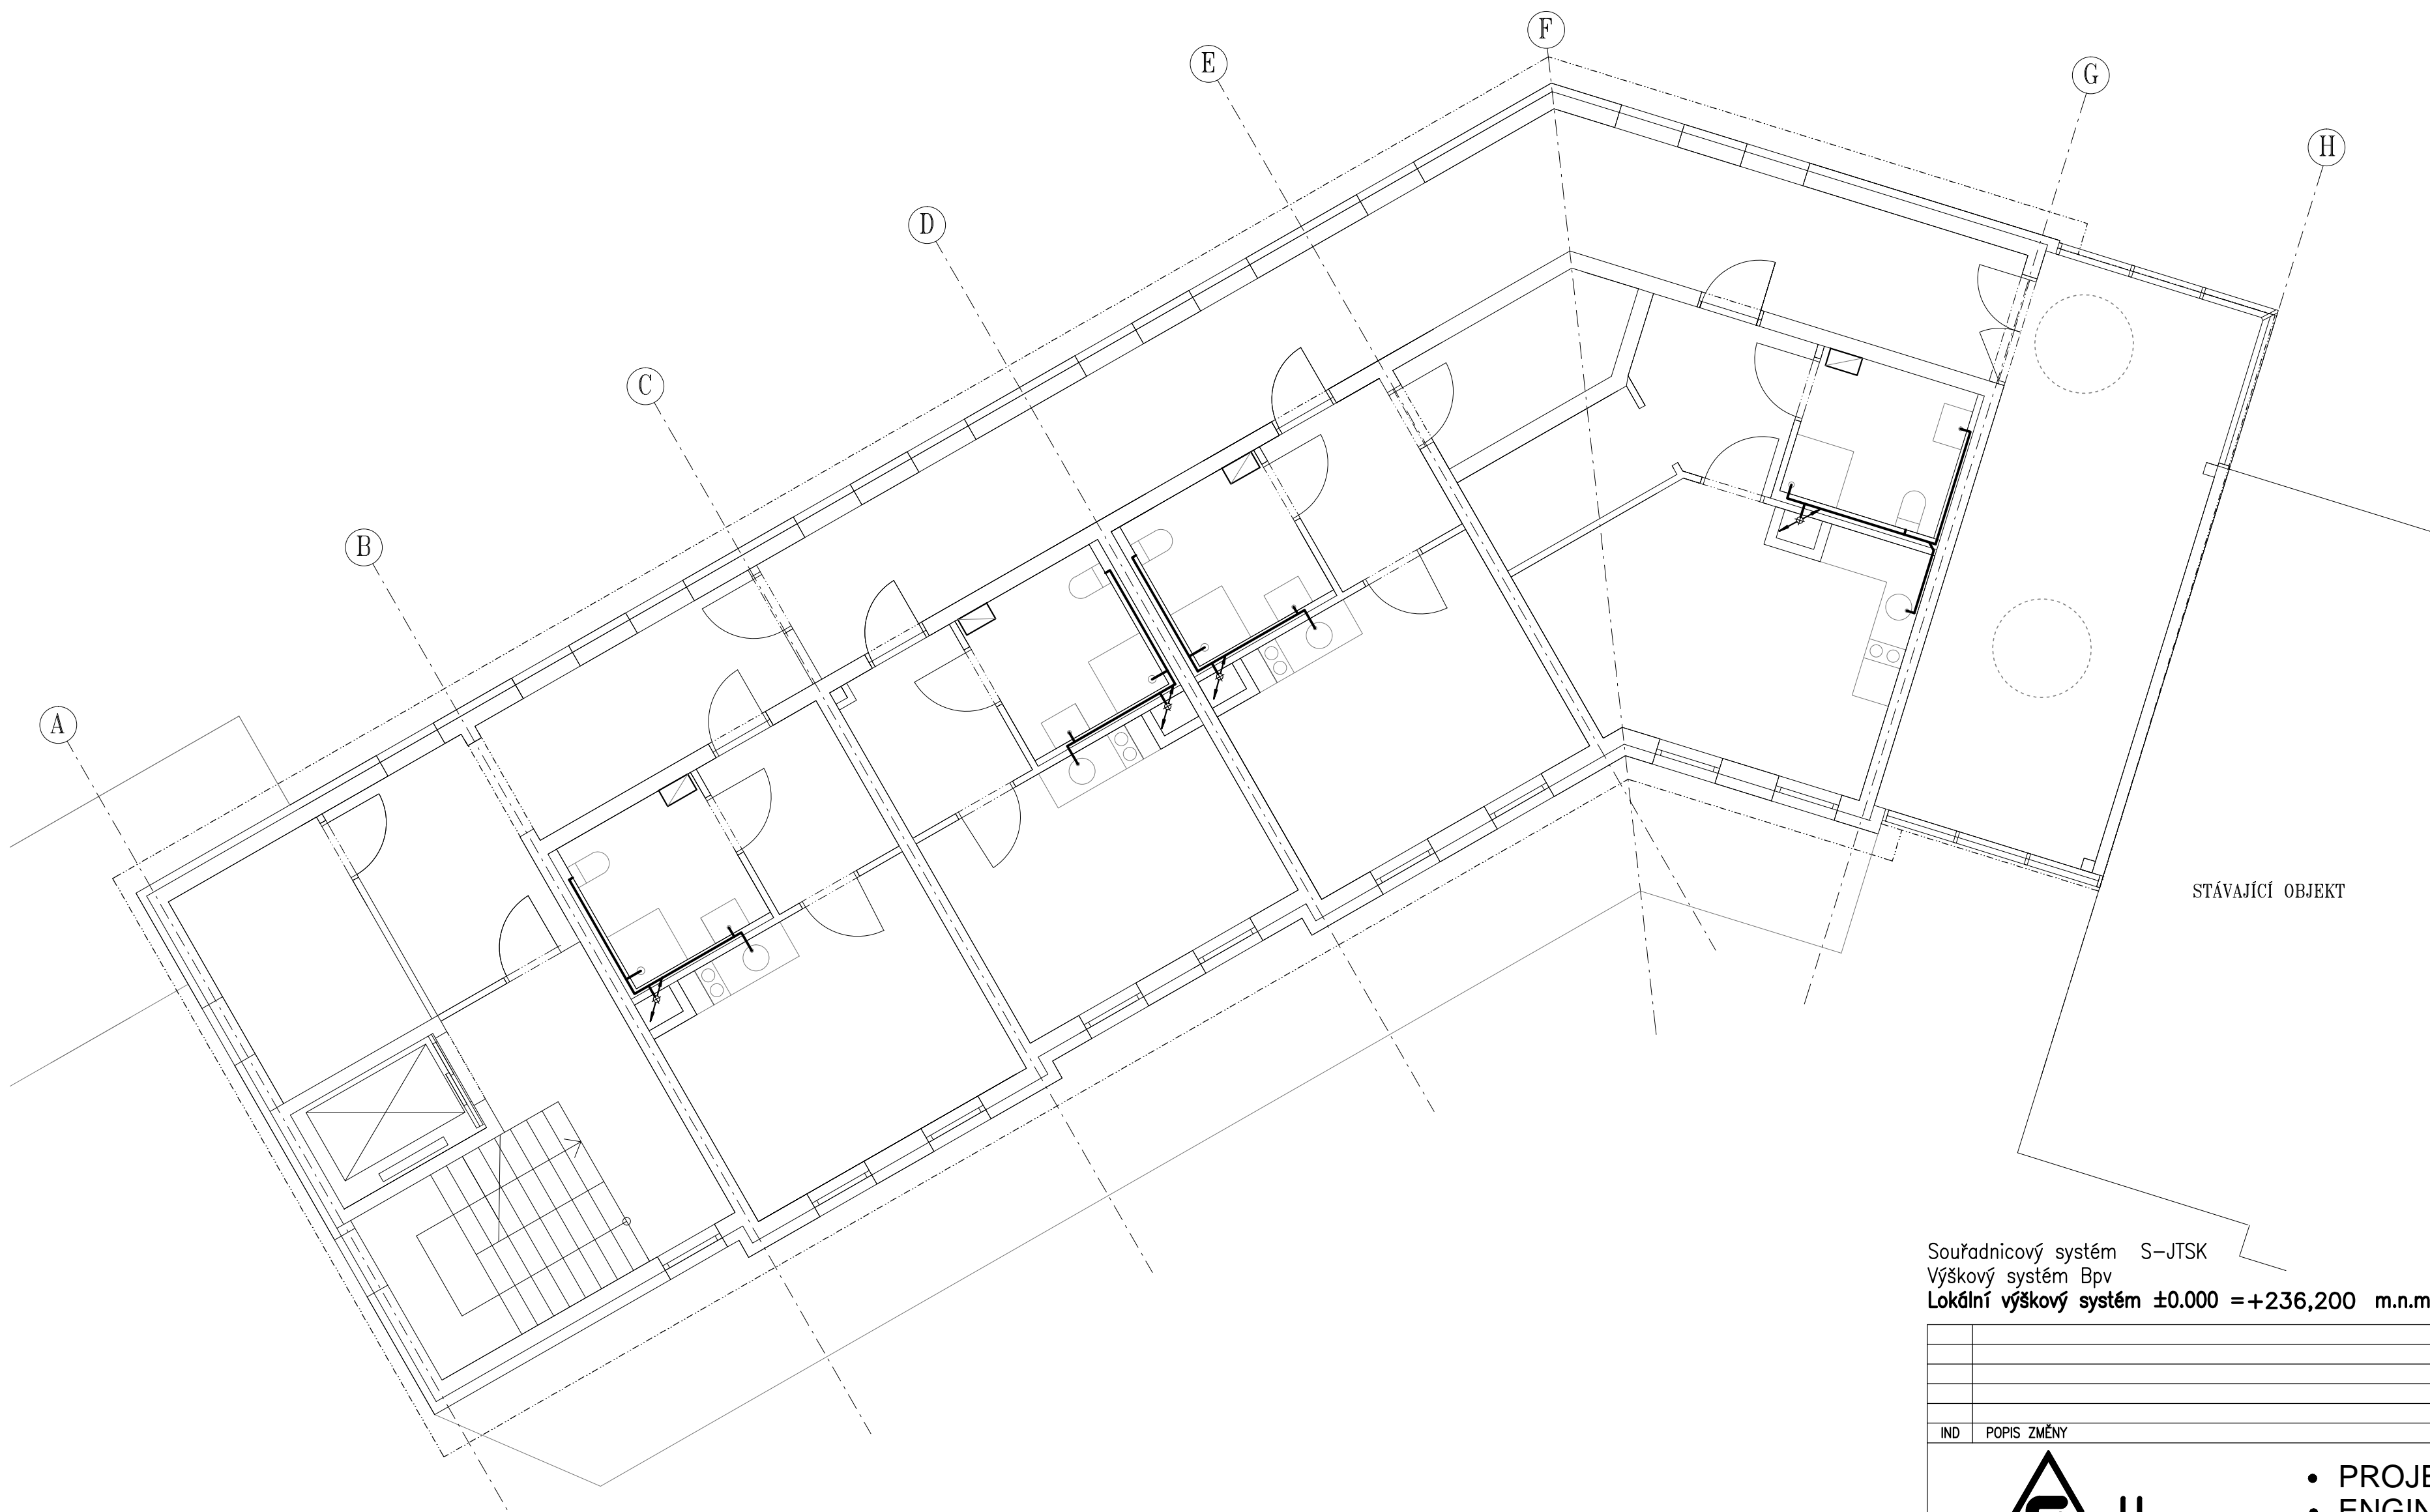 F
E
G
H
D
C
B
A
STÁVAJÍCÍ OBJEKT
Souřadnicový systém S-JTSK
Výškový systém Bpv
Lokální výškový systém ±0.000 =+236,200 m.n.m
IND POPIS ZMĚNY